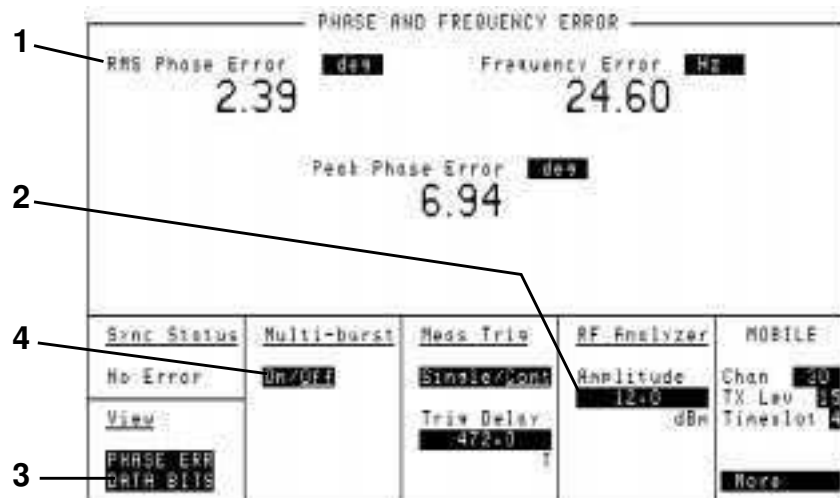 PHASE AND FREQUENCY ERROR
1
RMS Phase Error deg
2.39
Frequency Error Hz
24.60
Peak Phase Error deg
6.94
2
Sync Status
No Error
View
PHASE ERR
DATA BITS
3
4
Multi-burst
On/Off
Meas Trig
Single/Cont
Trig Delay
472.0
T
RF Analyzer
Amplitude
12.0
dBm
MOBILE
Chan
TX Lev
Timeslot
More